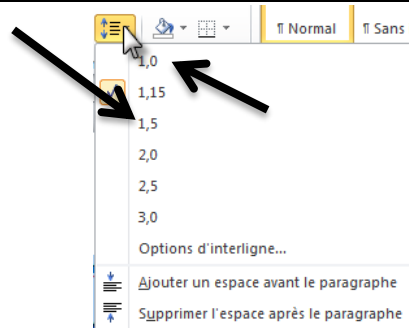 ¶ Normal ¶ Sans
1,0
1,15
1,5
2,0
2,5
3,0
Options d'interligne...
Ajouter un espace avant le paragraphe
Supprimer l'espace après le paragraphe